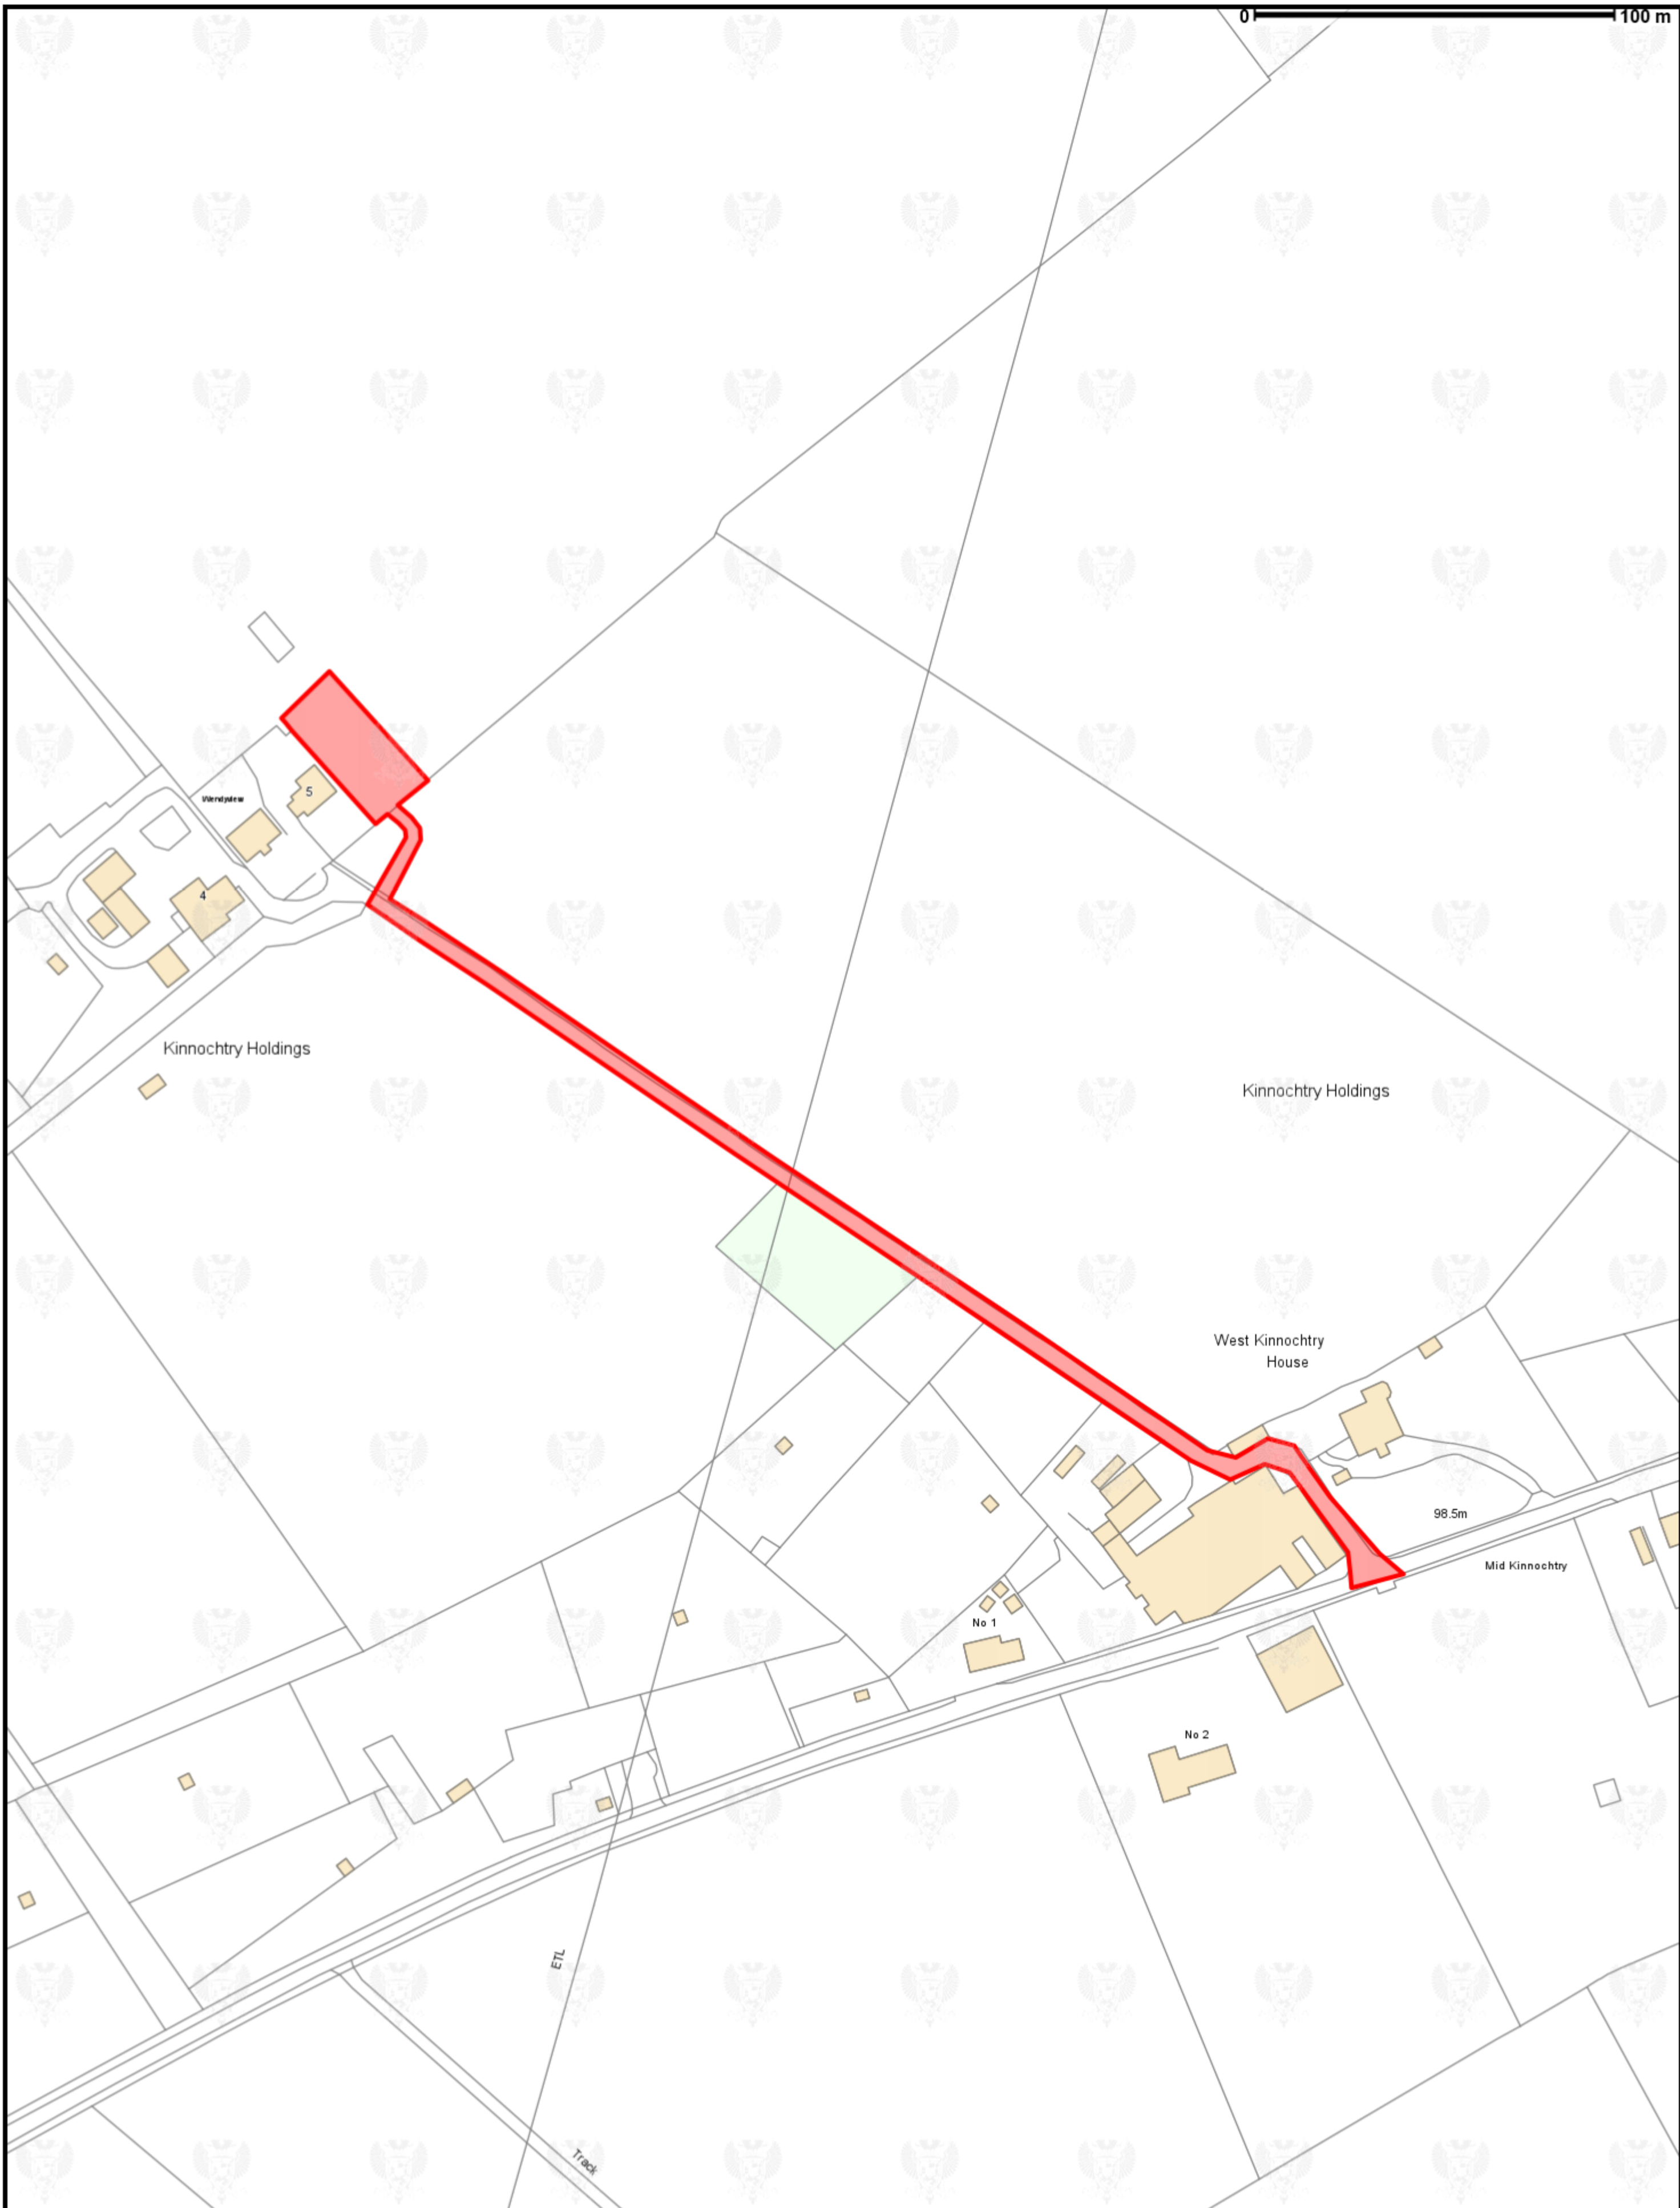 0 100 m
5
Wendyview
4
Kinnochtry Holdings
Kinnochtry Holdings
West Kinnochtry
House
98.5m
Mid Kinnochtry
No 1
No 2
ETL
Track